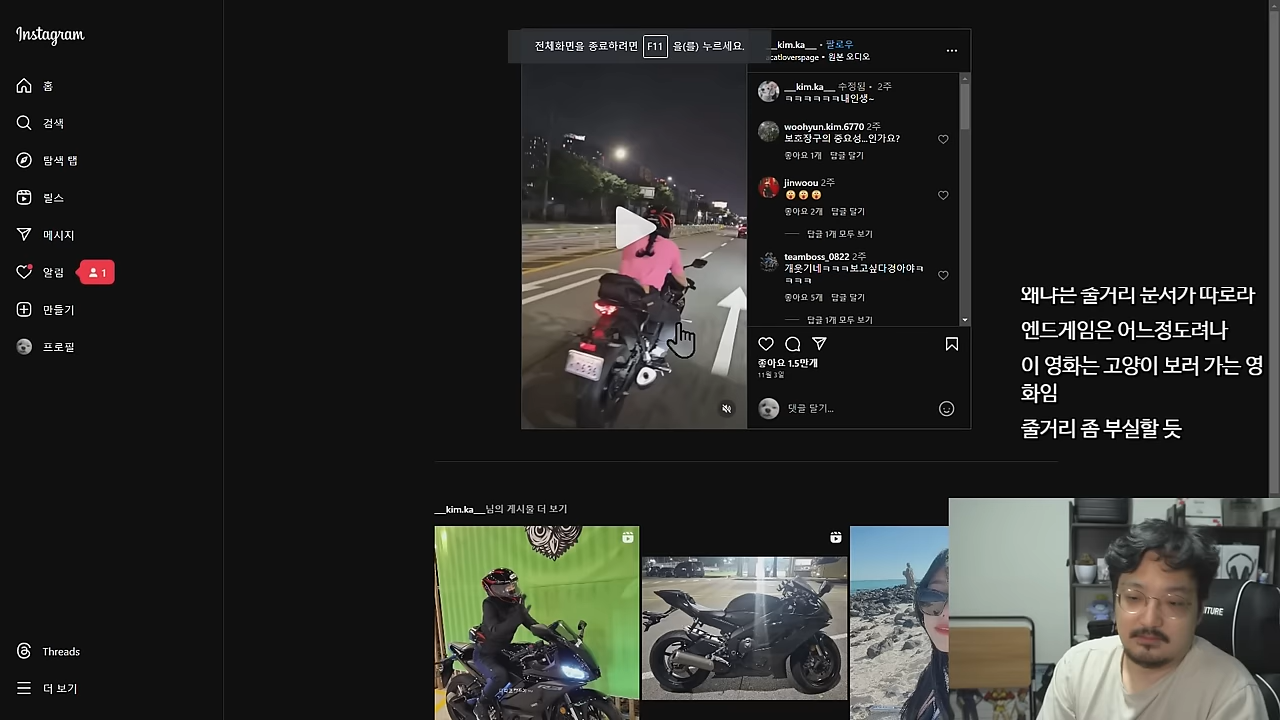 Instagram
홈
검색
탐색 탭
릴스
메시지
알림
1
만들기
프로필
Threads
더 보기
전체화면을 종료하려면 F11 을(를) 누르세요.
__kim.ka__ • 팔로우
catloverspage • 원본 오디오
__kim.ka__ 수정됨 • 2주
ㅋㅋㅋㅋㅋㅋ내인생~
woohyun.kim.6770 2주
보호장구의 중요성...인가요?
좋아요 1개 답글 달기
jinwoou 2주
😮😮😮
좋아요 2개 답글 달기
답글 1개 모두 보기
teamboss_0822 2주
개웃기네ㅋㅋㅋ보고싶다경아야ㅋ
ㅋㅋㅋㅋ
좋아요 5개 답글 달기
답글 1개 모두 보기
좋아요 1.5만개
11월 3일
댓글 달기...
왜냐믄 줄거리 문서가 따로라
엔드게임은 어느정도려나
이 영화는 고양이 보러 가는 영
화임
줄거리 좀 부실할 듯
__kim.ka__님의 게시물 더 보기